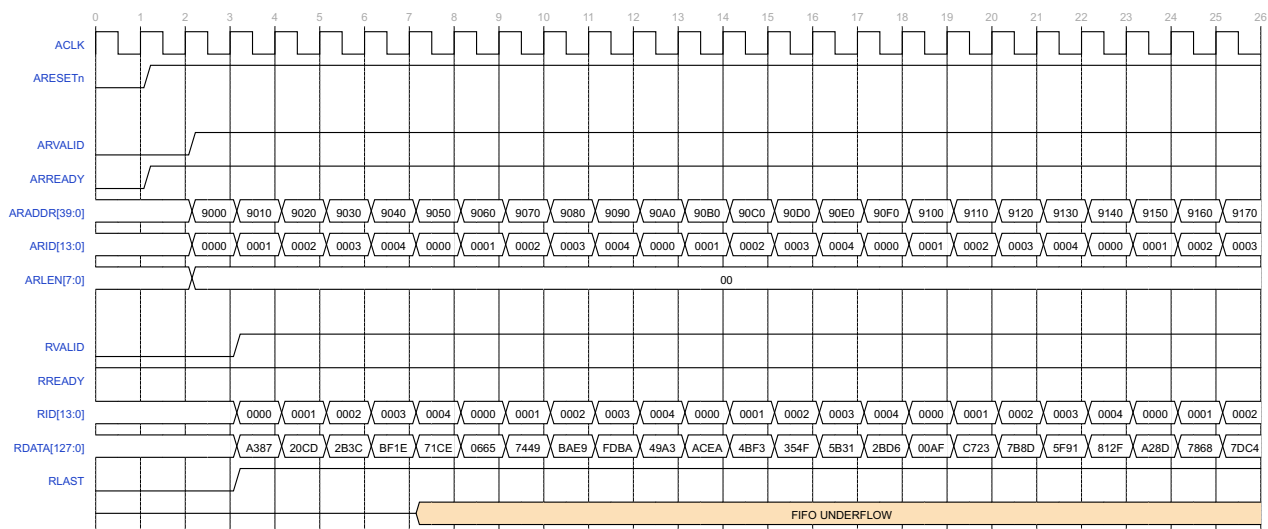 0 1 2 3 4 5 6 7 8 9 10 11 12 13 14 15 16 17 18 19 20 21 22 23 24 25 26
ACLK
ARESETn
ARVALID
ARREADY
ARADDR[39:0] 9000 9010 9020 9030 9040 9050 9060 9070 9080 9090 90A0 90B0 90C0 90D0 90E0 90F0 9100 9110 9120 9130 9140 9150 9160 9170
ARID[13:0] 0000 0001 0002 0003 0004 0000 0001 0002 0003 0004 0000 0001 0002 0003 0004 0000 0001 0002 0003 0004 0000 0001 0002 0003
ARLEN[7:0] 00
RVALID
RREADY
RID[13:0] 0000 0001 0002 0003 0004 0000 0001 0002 0003 0004 0000 0001 0002 0003 0004 0000 0001 0002 0003 0004 0000 0001 0002
RDATA[127:0] A387 20CD 2B3C BF1E 71CE 0665 7449 BAE9 FDBA 49A3 ACEA 4BF3 354F 5B31 2BD6 00AF C723 7B8D 5F91 812F A28D 7868 7DC4
RLAST
FIFO UNDERFLOW